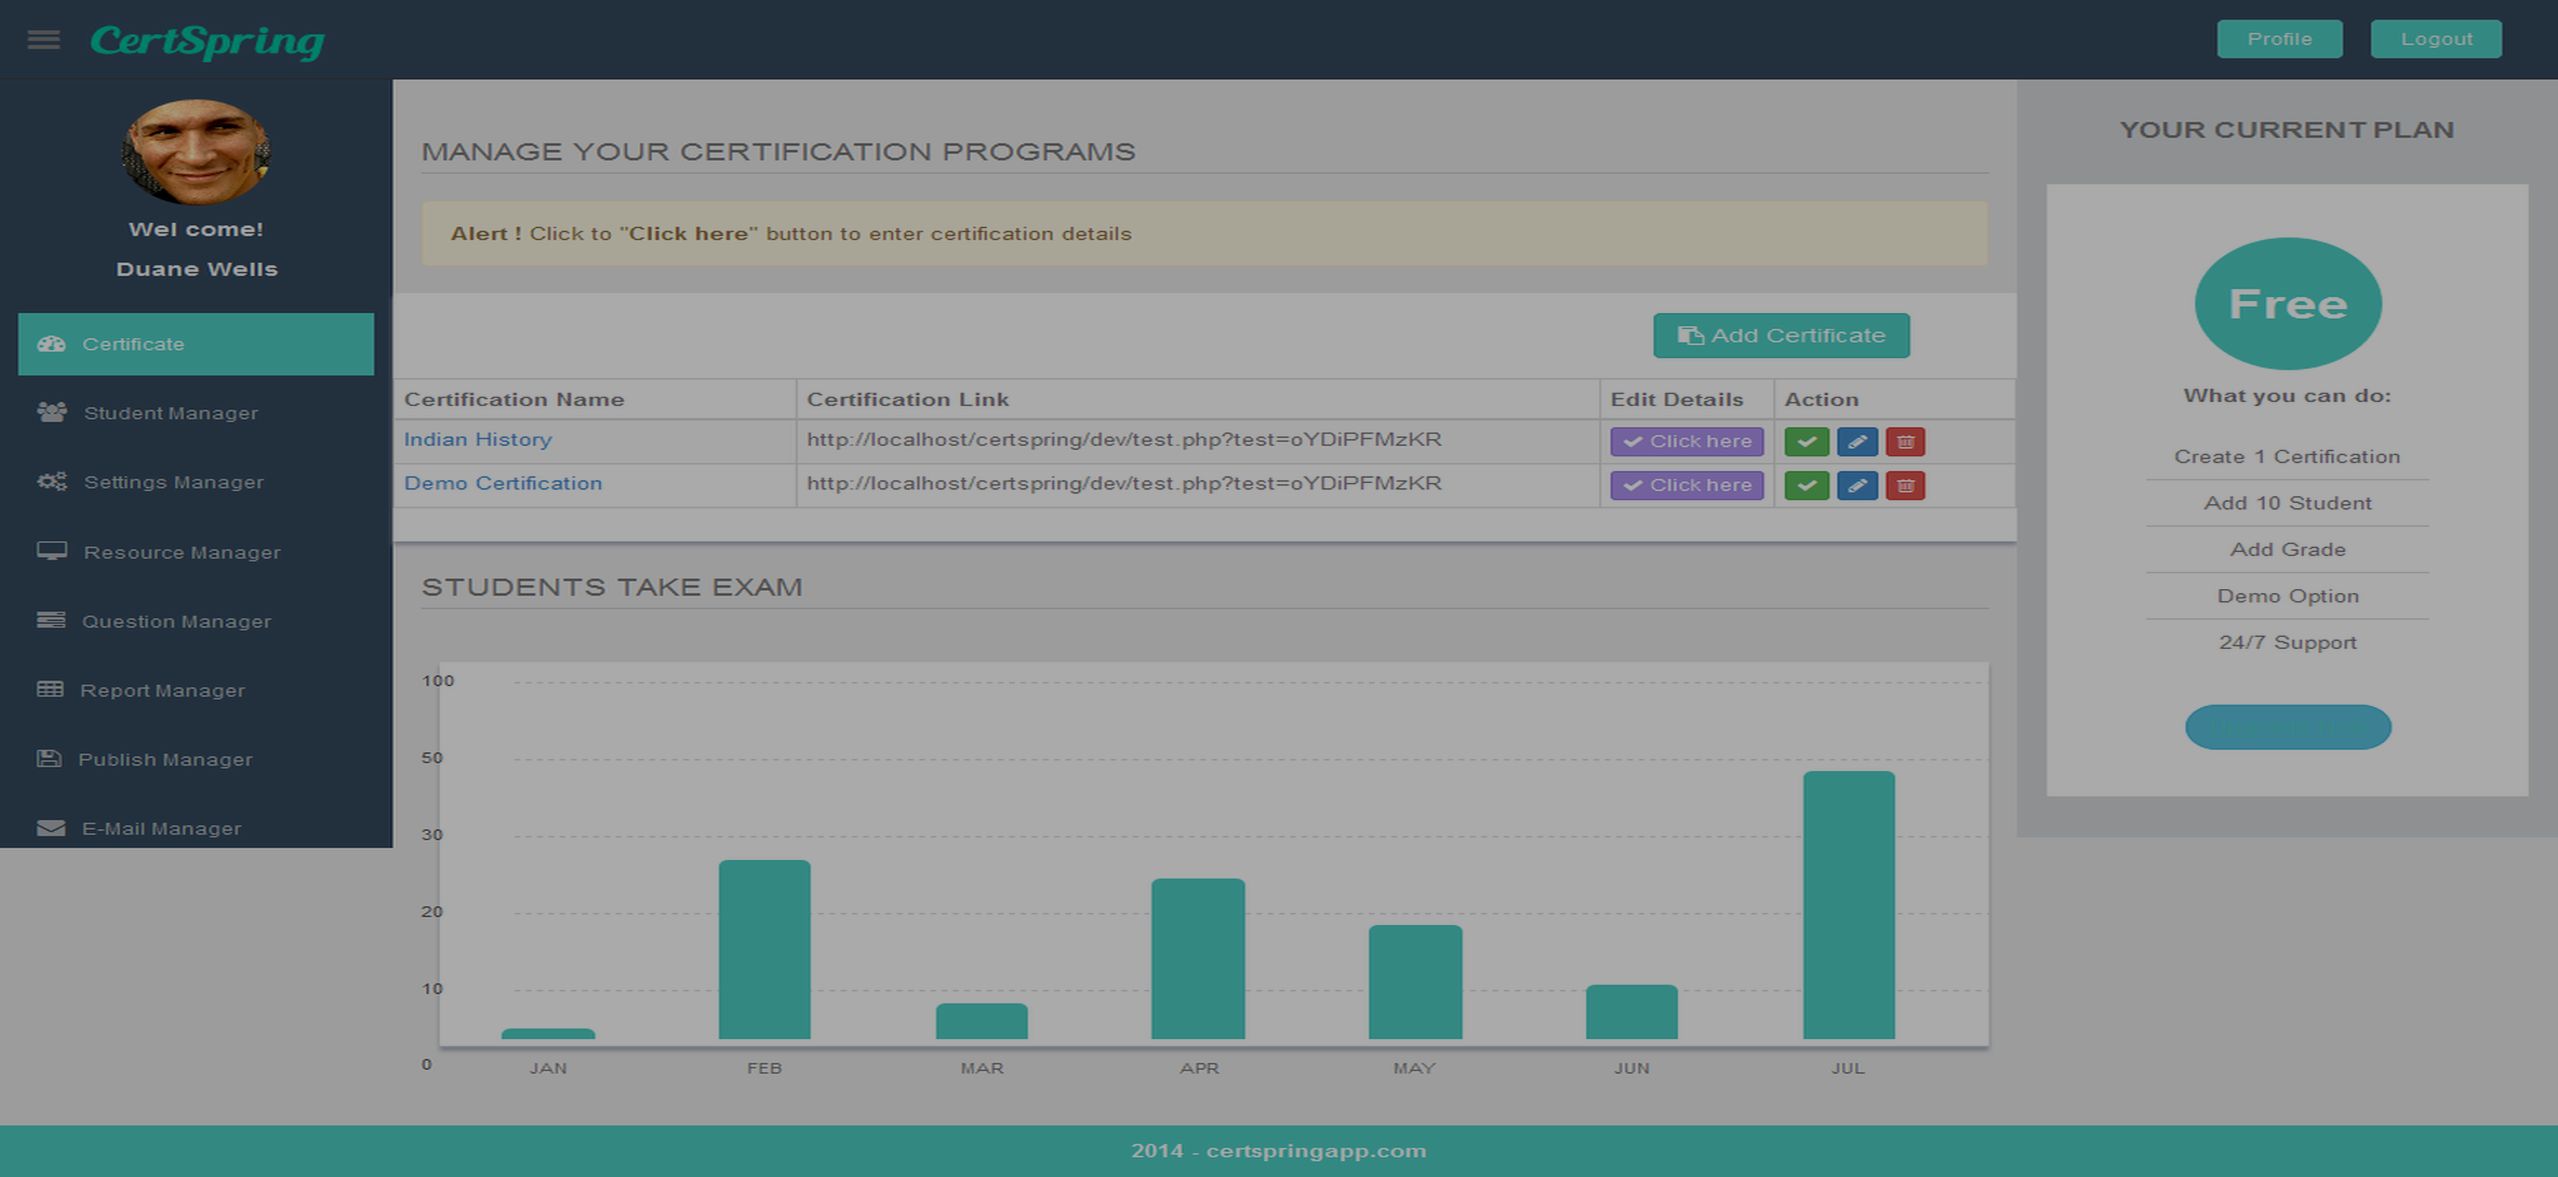 CertSpring
Profile
Logout
Wel come!
Duane Wells
Certificate
Student Manager
Settings Manager
Resource Manager
Question Manager
Report Manager
Publish Manager
E-Mail Manager
MANAGE YOUR CERTIFICATION PROGRAMS
Alert ! Click to "Click here" button to enter certification details
Add Certificate
Certification Name Certification Link Edit Details Action
Indian History http://localhost/certspring/dev/test.php?test=oYDiPFMzKR Click here
Demo Certification http://localhost/certspring/dev/test.php?test=oYDiPFMzKR Click here
STUDENTS TAKE EXAM
100
50
30
20
10
0
JAN FEB MAR APR MAY JUN JUL
YOUR CURRENT PLAN
Free
What you can do:
Create 1 Certification
Add 10 Student
Add Grade
Demo Option
24/7 Support
2014 - certspringapp.com